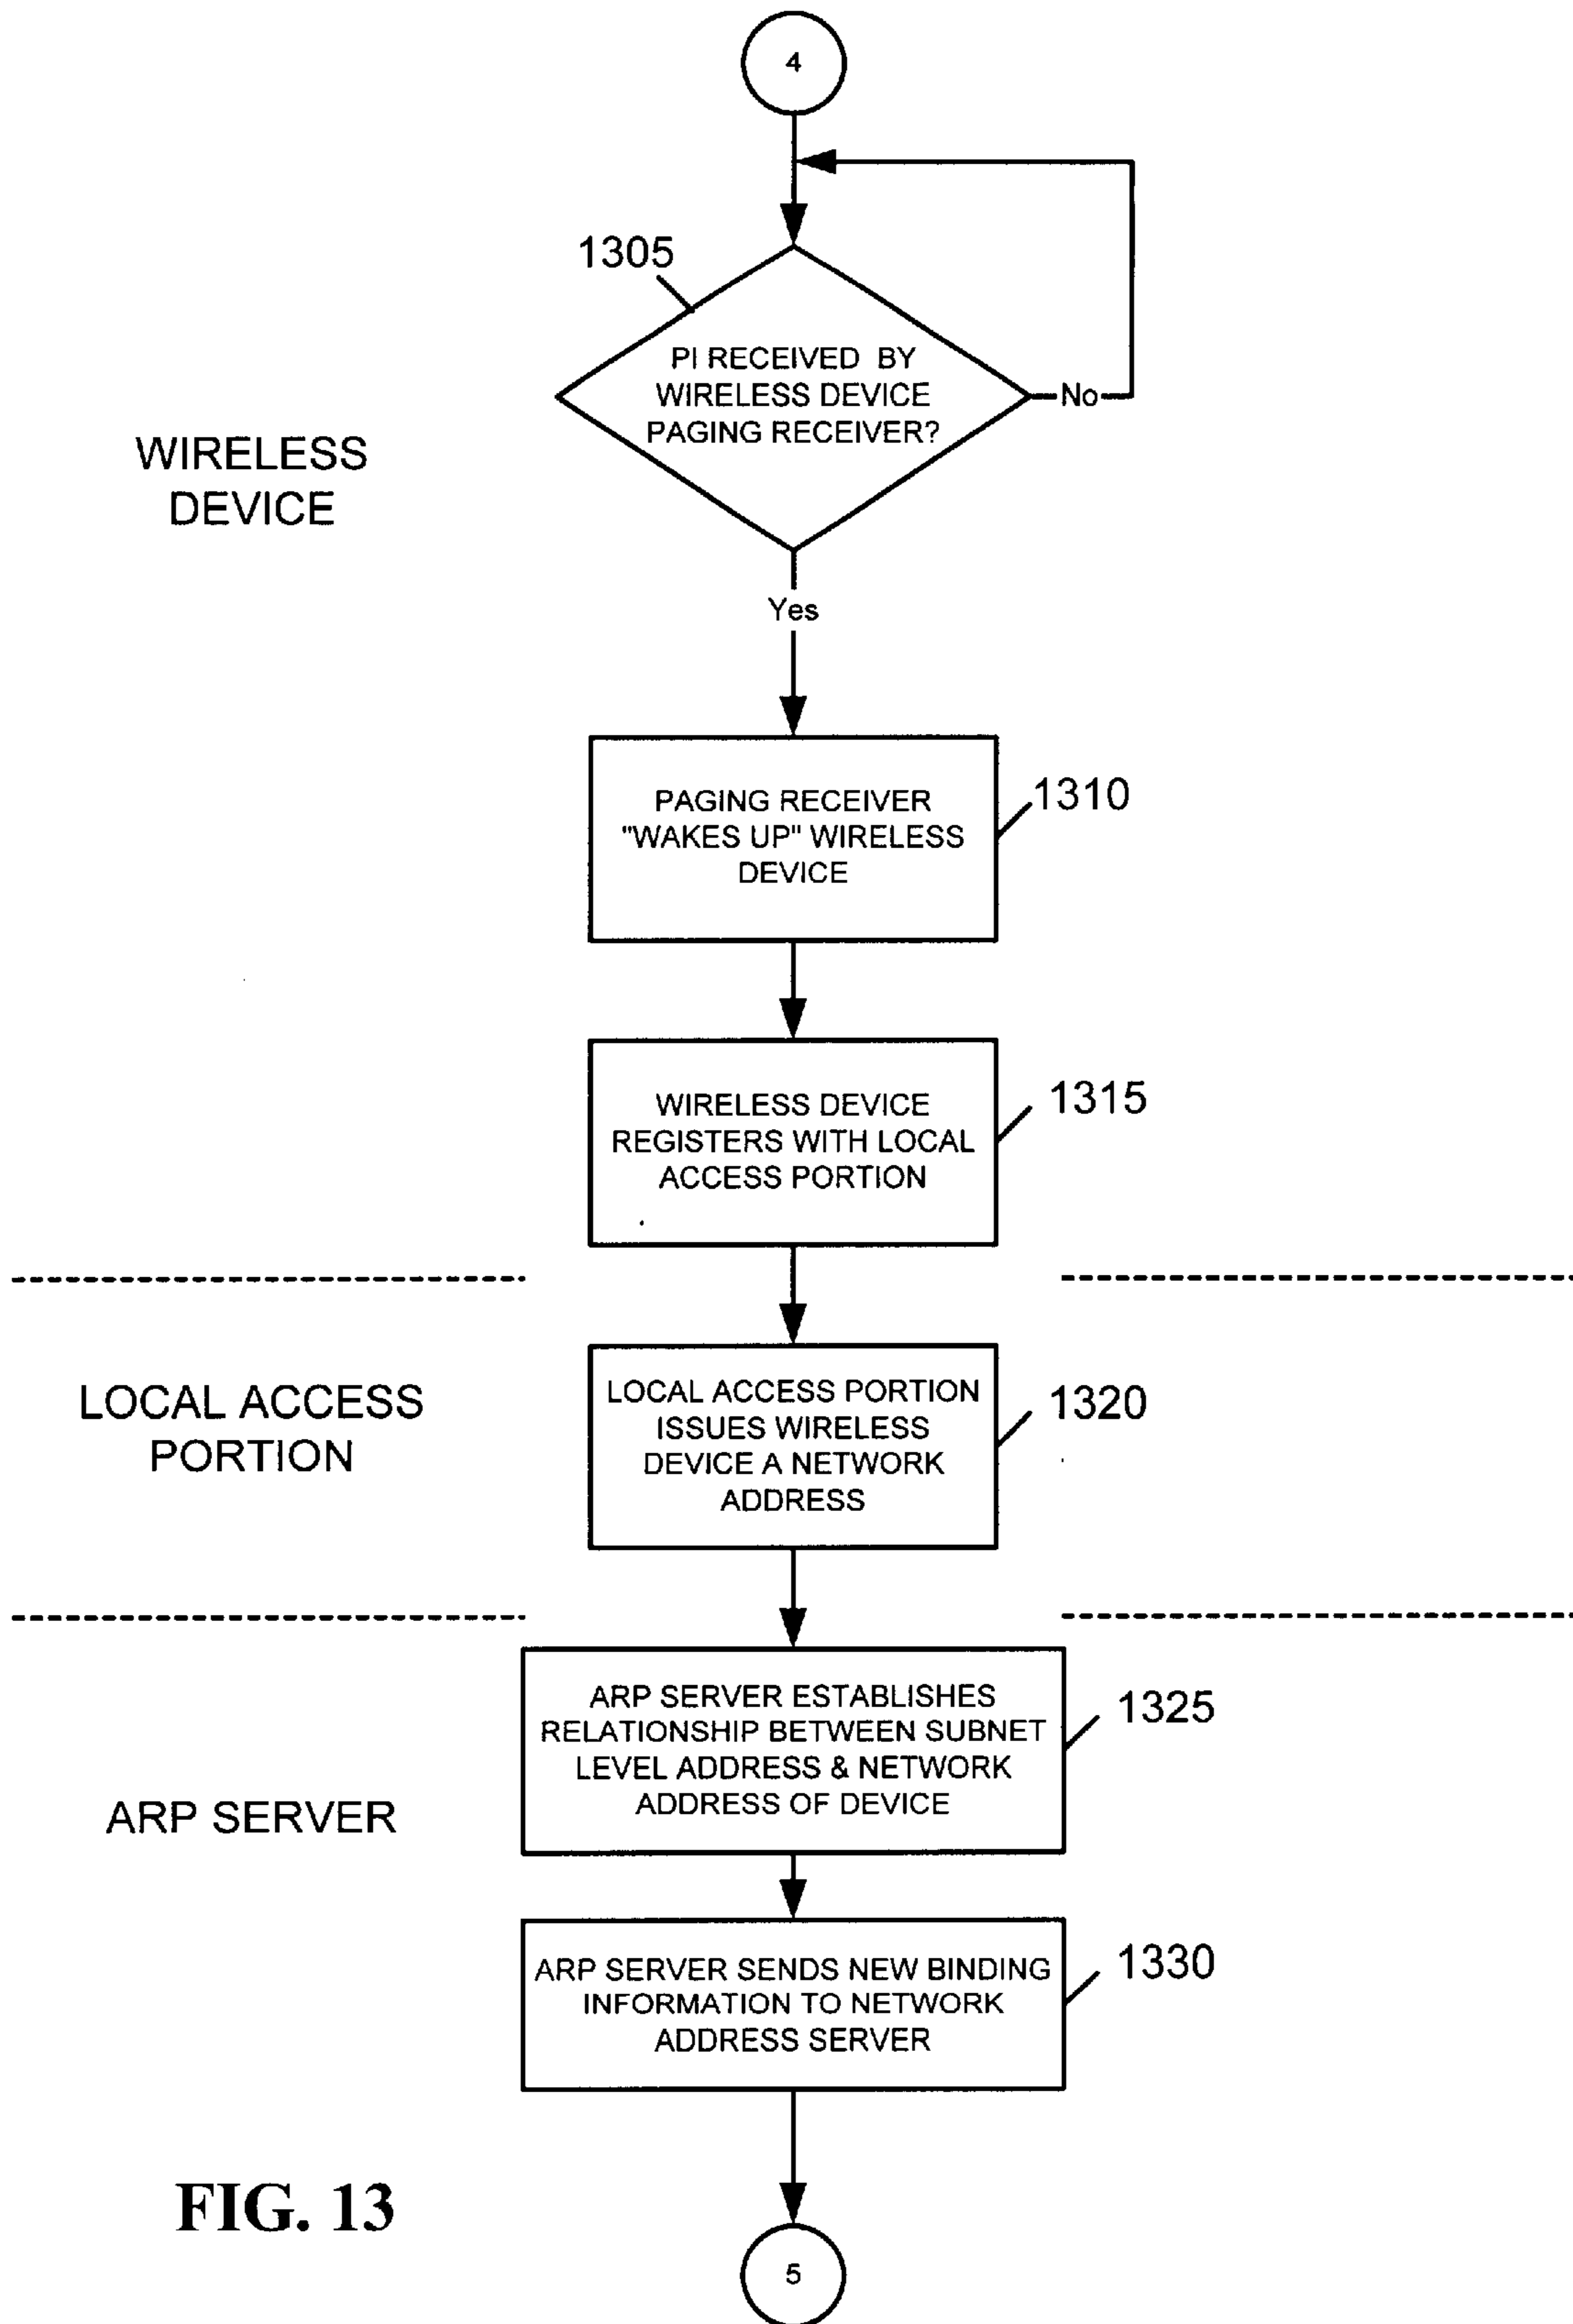 4
1305
PI RECEIVED BY
WIRELESS DEVICE
PAGING RECEIVER?
No
WIRELESS
DEVICE
Yes
PAGING RECEIVER
"WAKES UP" WIRELESS
DEVICE
1310
WIRELESS DEVICE
REGISTERS WITH LOCAL
ACCESS PORTION
1315
LOCAL ACCESS
PORTION
LOCAL ACCESS PORTION
ISSUES WIRELESS
DEVICE A NETWORK
ADDRESS
1320
ARP SERVER
ARP SERVER ESTABLISHES
RELATIONSHIP BETWEEN SUBNET
LEVEL ADDRESS & NETWORK
ADDRESS OF DEVICE
1325
ARP SERVER SENDS NEW BINDING
INFORMATION TO NETWORK
ADDRESS SERVER
1330
FIG. 13
5